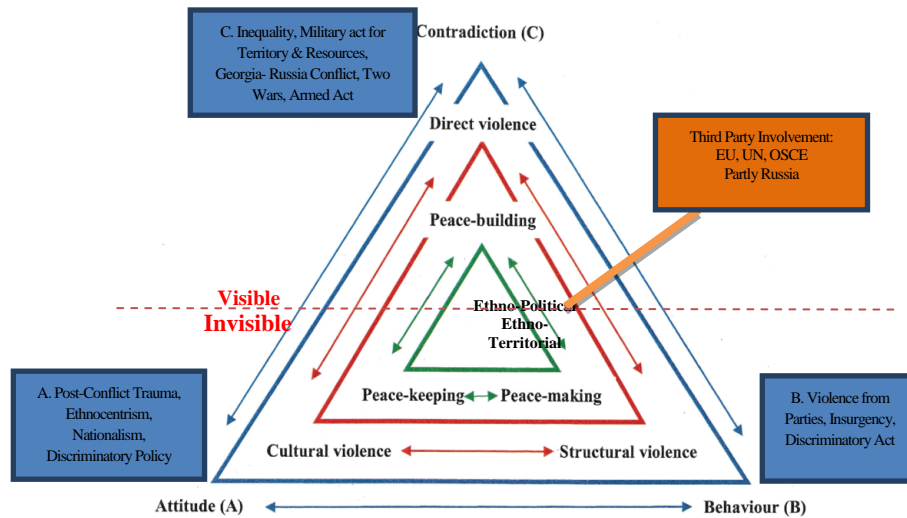 C. Inequality, Military act for
Territory & Resources,
Georgia- Russia Conflict, Two
Wars, Armed Act
Contradiction (C)
Direct violence
Third Party Involvement:
EU, UN, OSCE
Partly Russia
Peace-building
Visible
Invisible
Ethno-Political
Ethno-
Territorial
A. Post-Conflict Trauma,
Ethnocentrism,
Nationalism,
Discriminatory Policy
Peace-keeping
Peace-making
B. Violence from
Parties, Insurgency,
Discriminatory Act
Cultural violence
Structural violence
Attitude (A)
Behaviour (B)